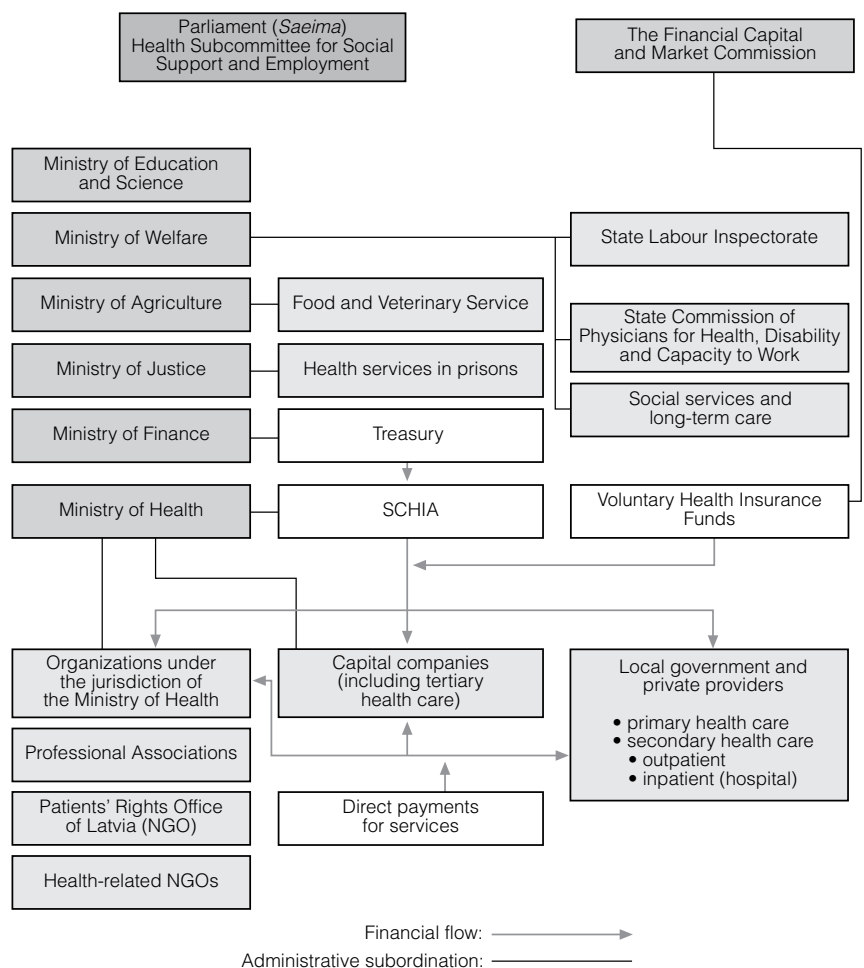 Parliament (Saeima)
Health Subcommittee for Social
Support and Employment
The Financial Capital
and Market Commission
Ministry of Education
and Science
Ministry of Welfare
State Labour Inspectorate
Ministry of Agriculture
Food and Veterinary Service
State Commission of
Physicians for Health, Disability
and Capacity to Work
Ministry of Justice
Health services in prisons
Social services and
long-term care
Ministry of Finance
Treasury
Ministry of Health
SCHIA
Voluntary Health Insurance
Funds
Organizations under
the jurisdiction of
the Ministry of Health
Capital companies
(including tertiary
health care)
Local government and
private providers
• primary health care
• secondary health care
• outpatient
• inpatient (hospital)
Professional Associations
Patients’ Rights Office
of Latvia (NGO)
Direct payments
for services
Health-related NGOs
Financial flow:
Administrative subordination: